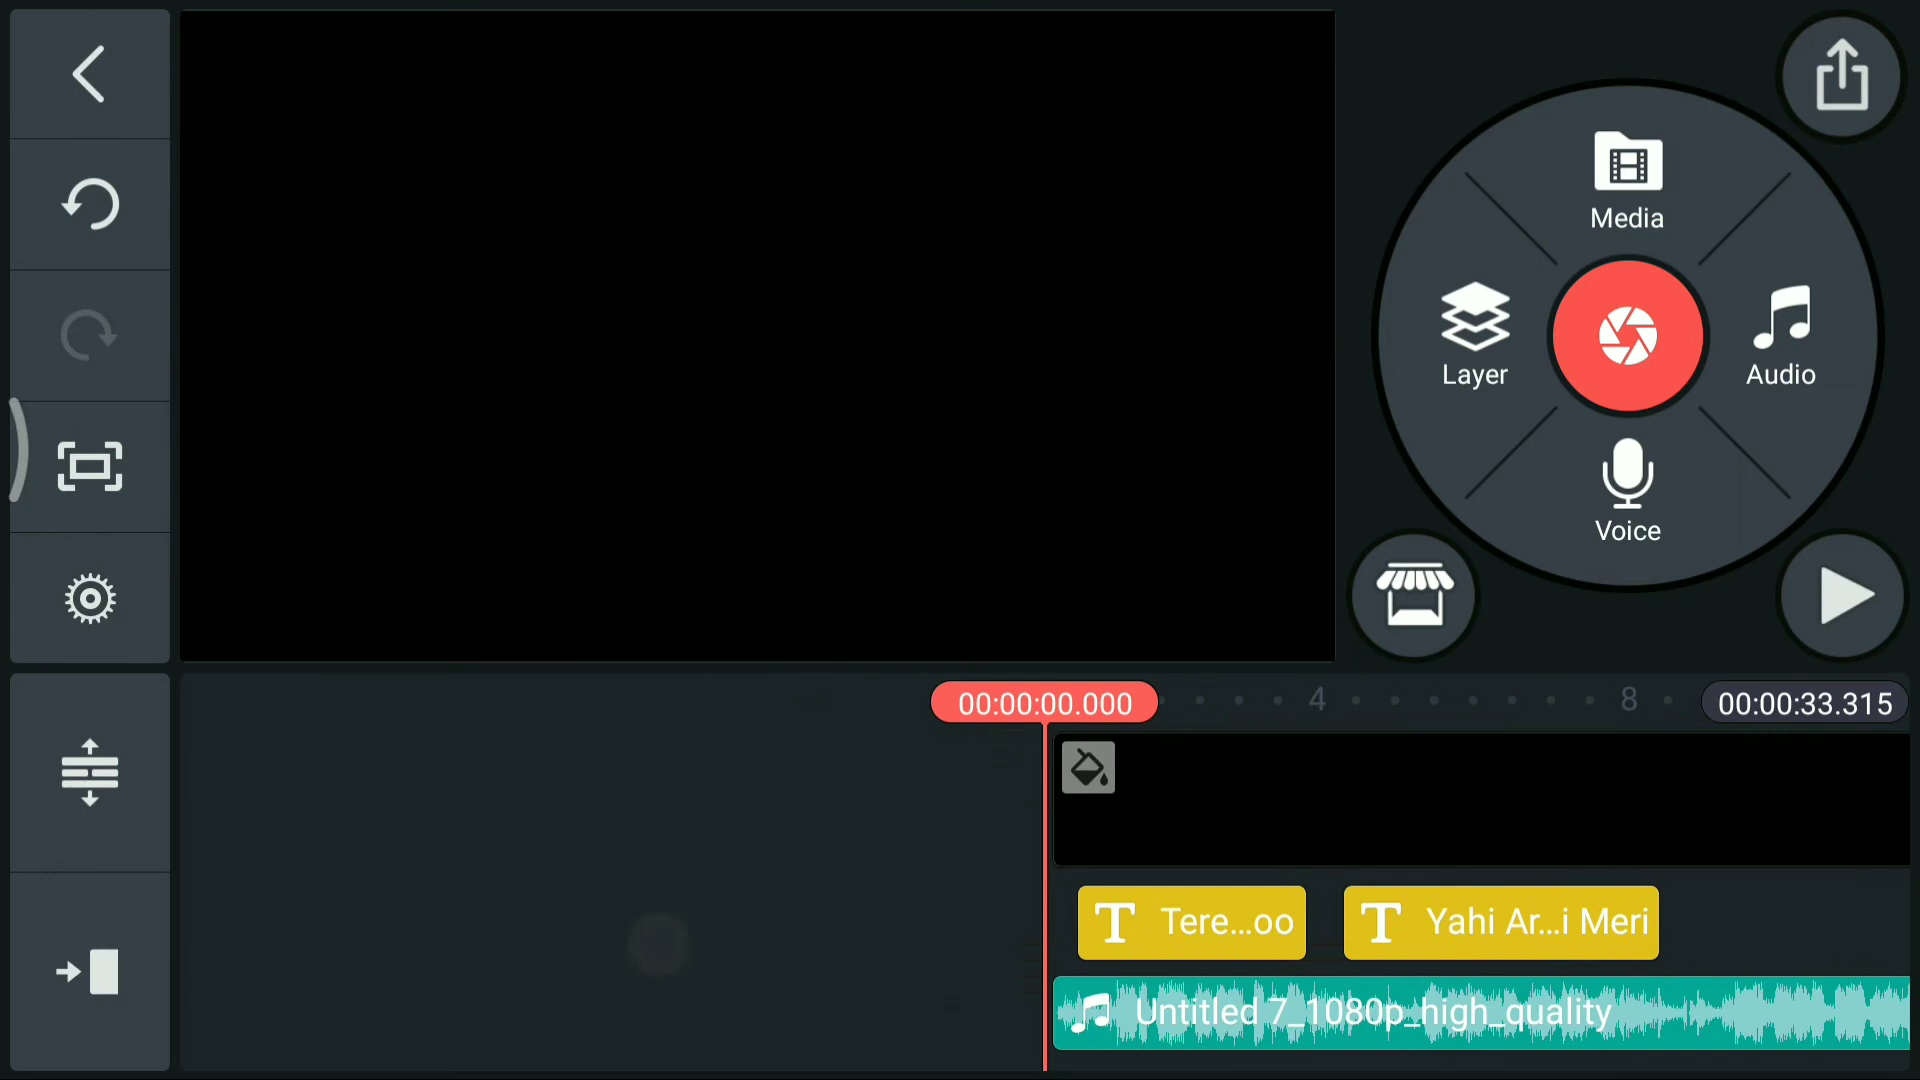 Media
Layer
Audio
Voice
00:00:00.000
4
8
00:00:33.315
T Tere...oo
T Yahi Ar...i Meri
Untitled 7_1080p_high_quality